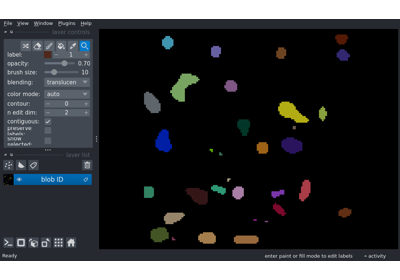 File View Window Plugins Help
layer controls
label: 1
opacity: 0.70
brush size: 10
blending: translucen
color mode: auto
contour: 0
n edit dim: 2
contiguous:
preserve
labels:
show
selected:
layer list
blob ID
Ready
enter paint or fill mode to edit labels
activity